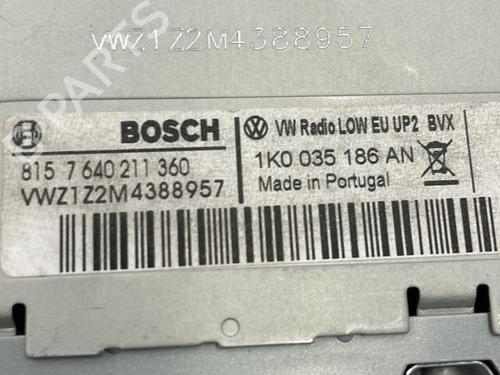 VWZ1Z2M4388957
BOSCH
815 7 640 211 360
VWZ1Z2M4388957
VW Radio LOW EU UP2 BVX
1K0 035 186 AN
Made in Portugal